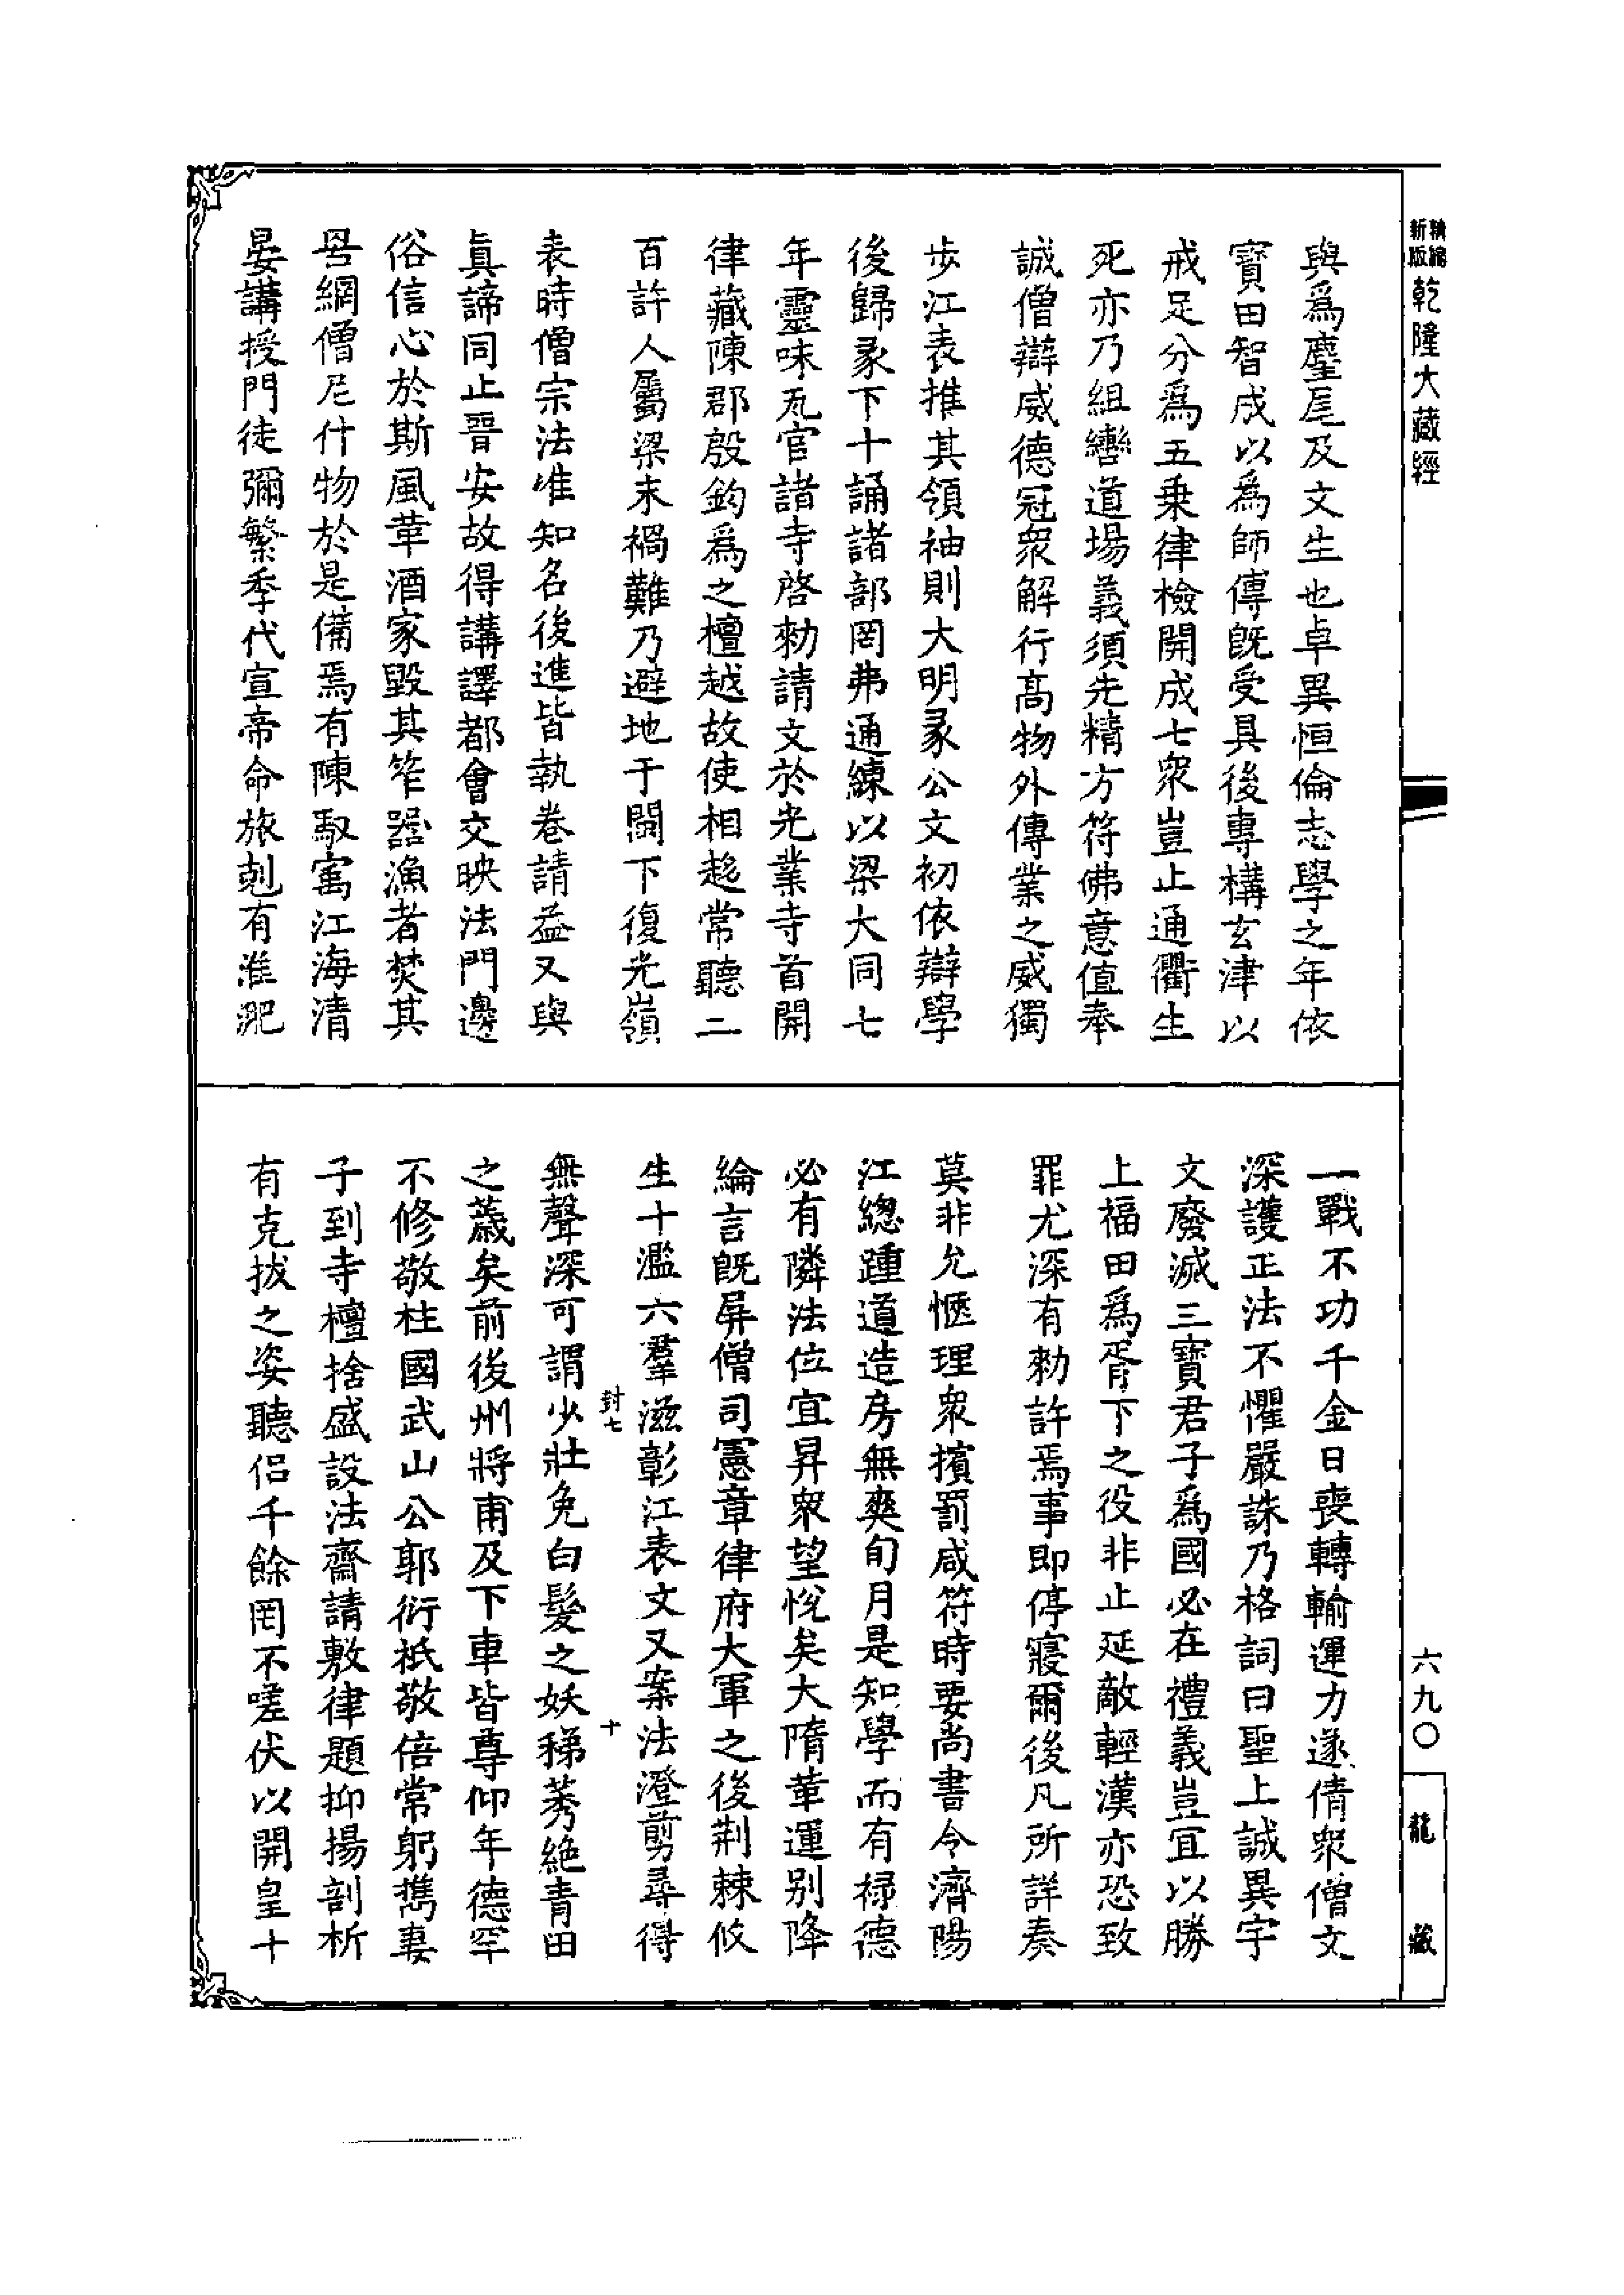 精縮
新版
乾隆大藏經
與爲麈尾及文生也卓異恒倫志學之年依
寶田智成以爲師傳旣受具後專搆玄津以
戒足分爲五乗律檢開成七衆豈止通衢生
死亦乃組轡道場義須先精方符佛意值奉
誠僧辯威德冠衆解行髙物外傳業之威獨
歩江表推其領袖則大明彖公文初依辯學
後歸彖下十誦諸部罔弗通練以梁大同七
年靈味瓦官諸寺啓勅請文於光業寺首開
律藏陳郡殷鈞爲之檀越故使相趍常聽二
百許人屬梁末禍難乃避地于閩下復光嶺
表時僧宗法准知名後進皆執卷請益又與
眞諦同止晋安故得講譯都會交映法門邊
俗信心於斯風革酒家毀其笮器漁者焚其
罟網僧尼什物於是備焉有陳馭寓江海清
晏講授門徒彌繁季代宣帝命旅剋有淮淝
一戰不功千金日喪轉輸運力遂倩衆僧文
深護正法不懼嚴誅乃格詞曰聖上誠異宇
文廢滅三寶君子爲國必在禮義豈宜以勝
上福田爲胥下之役非止延敵輕漢亦恐致
罪尤深有勅許焉事即停寢爾後凡所詳奏
莫非允愜理衆擯罰咸符時要尚書令濟陽
江總踵道造房無爽旬月是知學而有禄德
必有隣法位宜昇衆望悅矣大隋革運别降
綸言旣屏僧司憲章律府大軍之後荆棘攸
生十濫六羣滋彰江表文又案法澄剪尋得
封七
十
無聲深可謂少壯免白髮之妖稊莠絶青田
之薉矣前後州將甫及下車皆尊仰年德罕
不修敬柱國武山公郭衍祇敬倍常躬携妻
子到寺檀捨盛設法齋請敷律題抑揚剖析
有克拔之姿聽侣千餘罔不嗟伏以開皇十
六九〇
龍
藏